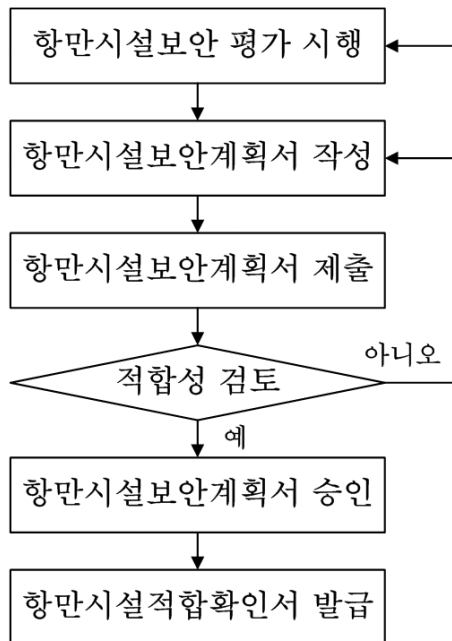 항만시설보안 평가 시행
항만시설보안계획서 작성
항만시설보안계획서 제출
적합성 검토
아니오
예
항만시설보안계획서 승인
항만시설적합확인서 발급